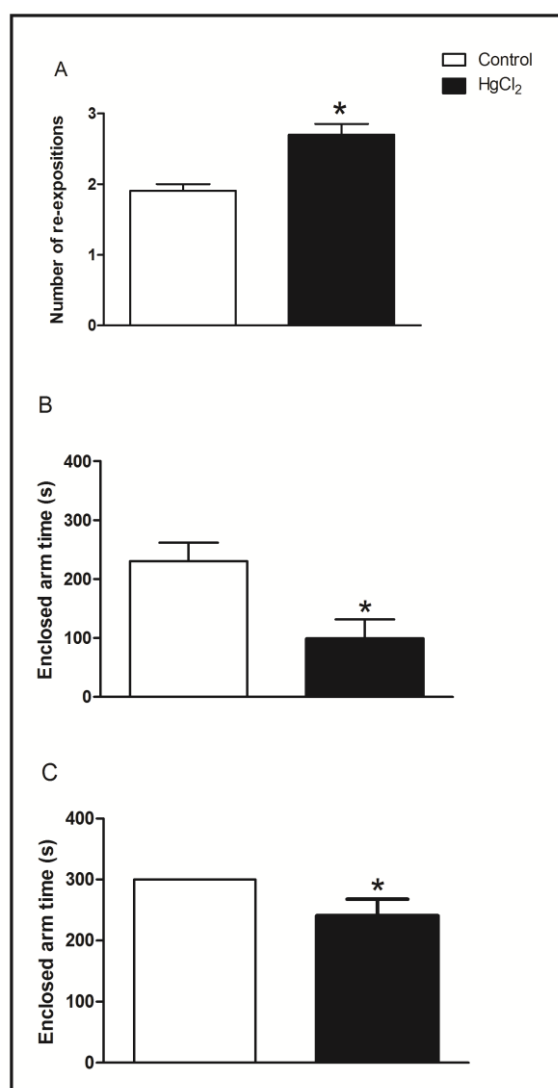 A
Control
HgCl₂
Number of re-expositions
3
2
1
0
*
B
Enclosed arm time (s)
400
300
200
100
0
*
C
Enclosed arm time (s)
400
300
200
100
0
*